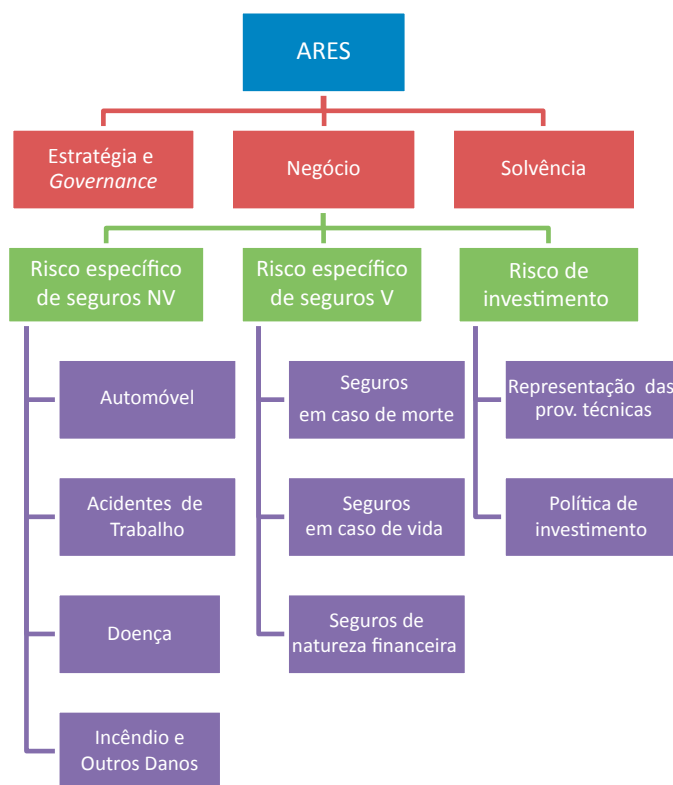 ARES
Estratégia e
Governance
Negócio
Solvência
Risco específico
de seguros NV
Risco específico
de seguros V
Risco de
investimento
Automóvel
Acidentes de
Trabalho
Doença
Incêndio e
Outros Danos
Seguros
em caso de morte
Seguros
em caso de vida
Seguros de
natureza financeira
Representação das
prov. técnicas
Política de
investimento